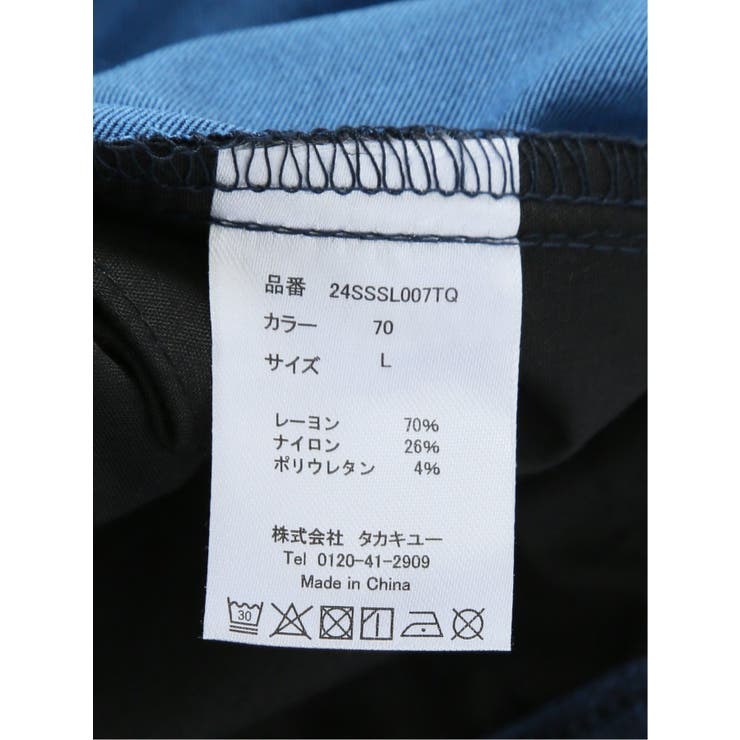 品番 24SSSL007TQ
カラー 70
サイズ L
レーヨン 70%
ナイロン 26%
ポリウレタン 4%
株式会社 タカキユー
Tel 0120-41-2909
Made in China
30